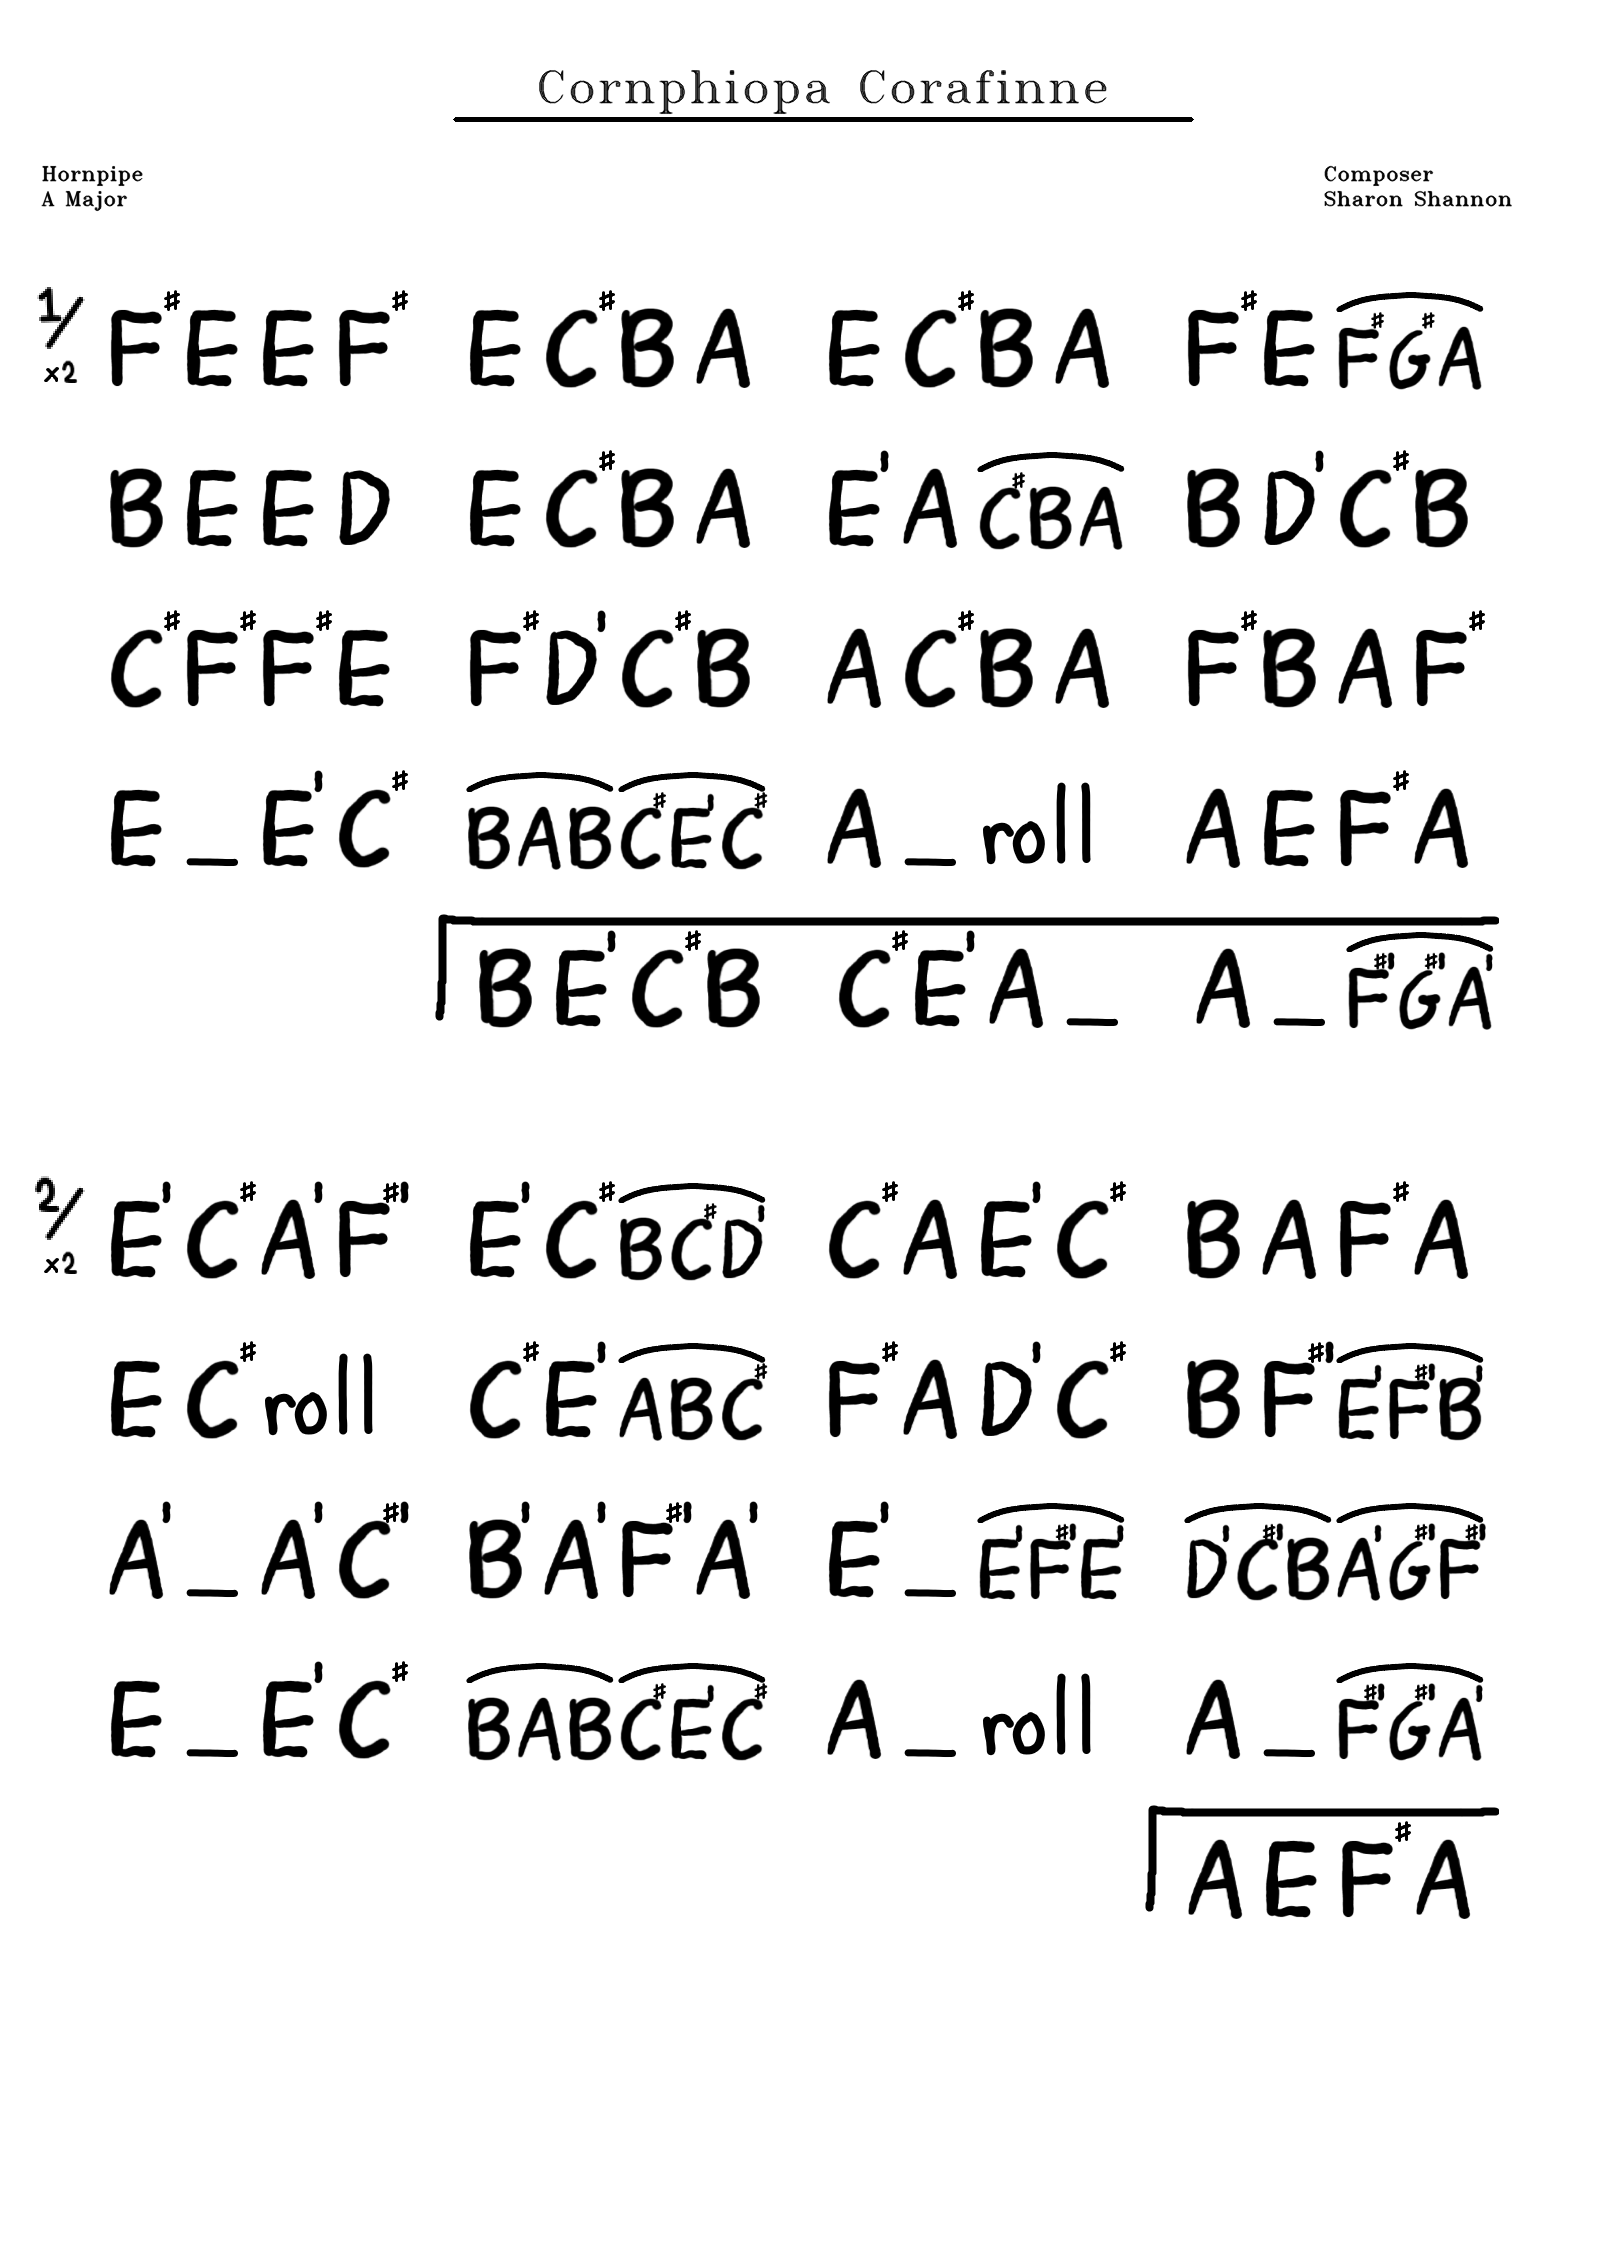 Cornphiopa Corafinne
Hornpipe
A Major
Composer
Sharon Shannon
1/ x2 F♯EEF♯ EC♯BA EC♯BA F♯EF♯G♯A
BEED EC♯BA E'AC♯BA BD'C♯B
C♯F♯F♯E F♯D'C♯B AC♯BA F♯BAF♯
E_E'C♯ BABC♯E'C♯ A_roll AEF♯A
BE'C♯B C♯E'A_ A_F♯'G♯'A'
2/ x2 E'C♯A'F♯' E'C♯BC♯D' C♯AE'C♯ BAF♯A
EC♯roll C♯E'ABC♯ F♯AD'C♯ BF♯'E'F♯'B'
A'_A'C♯' B'A'F♯'A' E'_E'F♯'E' D'C♯'BA'G♯'F♯'
E_E'C♯ BABC♯E'C♯ A_roll A_F♯'G♯'A'
AEF♯A